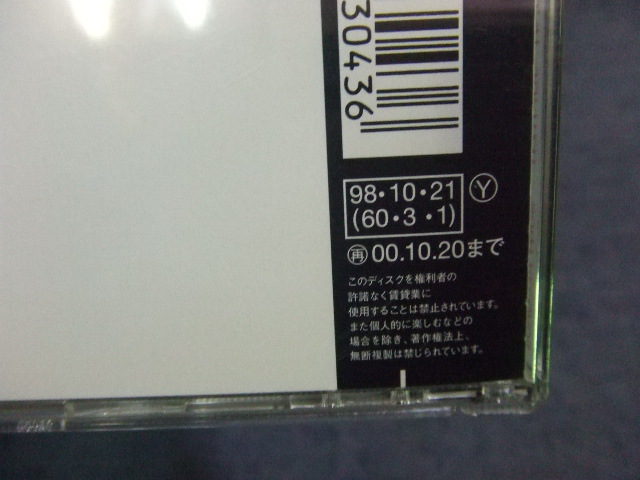 30436
98・10・21 Ⓨ
(60・3・1)
㊢00.10.20まで
このディスクを権利者の
許諾なく賃貸業に
使用することは禁止されています。
また個人的に楽しむなどの
場合を除き、著作権法上、
無断複製は禁じられています。